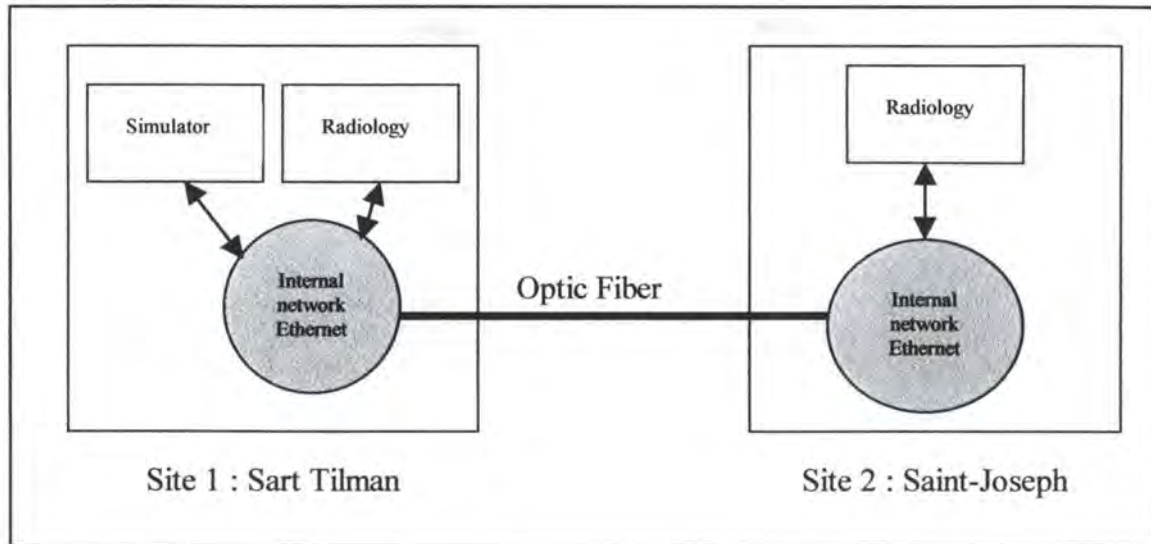 Simulator
Radiology
Internal
network
Ethernet
Site 1 : Sart Tilman
Optic Fiber
Radiology
Internal
network
Ethernet
Site 2 : Saint-Joseph